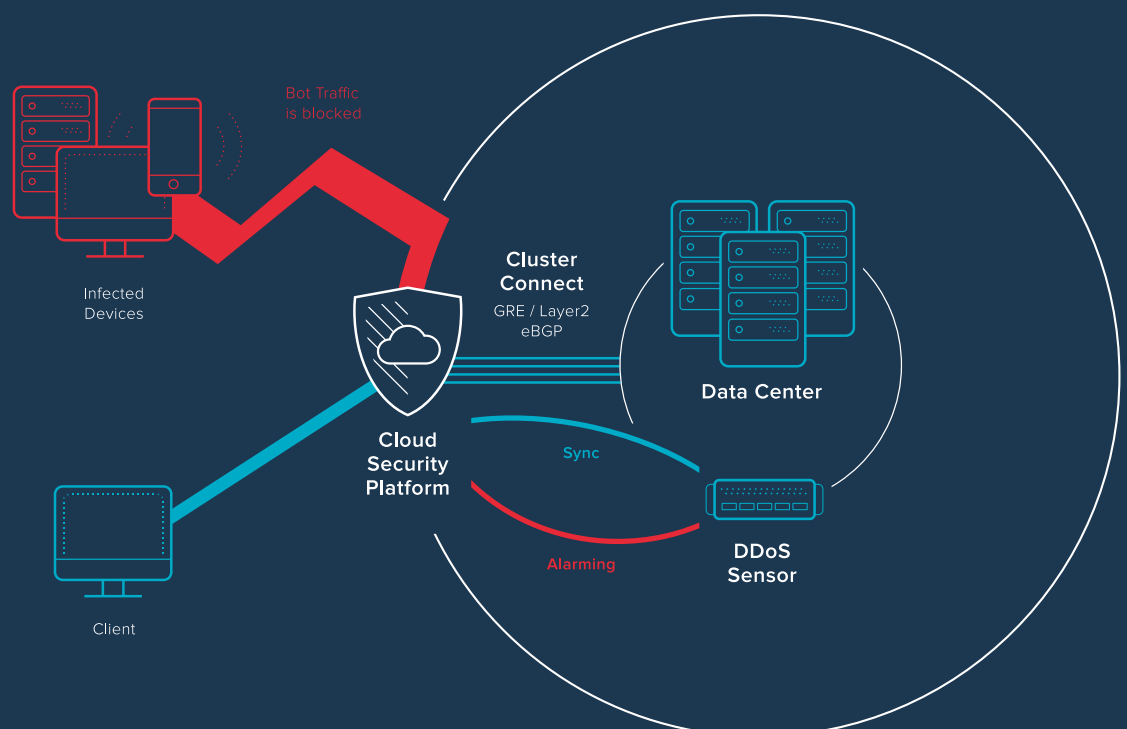 Bot Traffic
is blocked
Infected
Devices
Cluster
Connect
GRE / Layer2
eBGP
Data Center
Cloud
Security
Platform
Sync
Alarming
DDoS
Sensor
Client